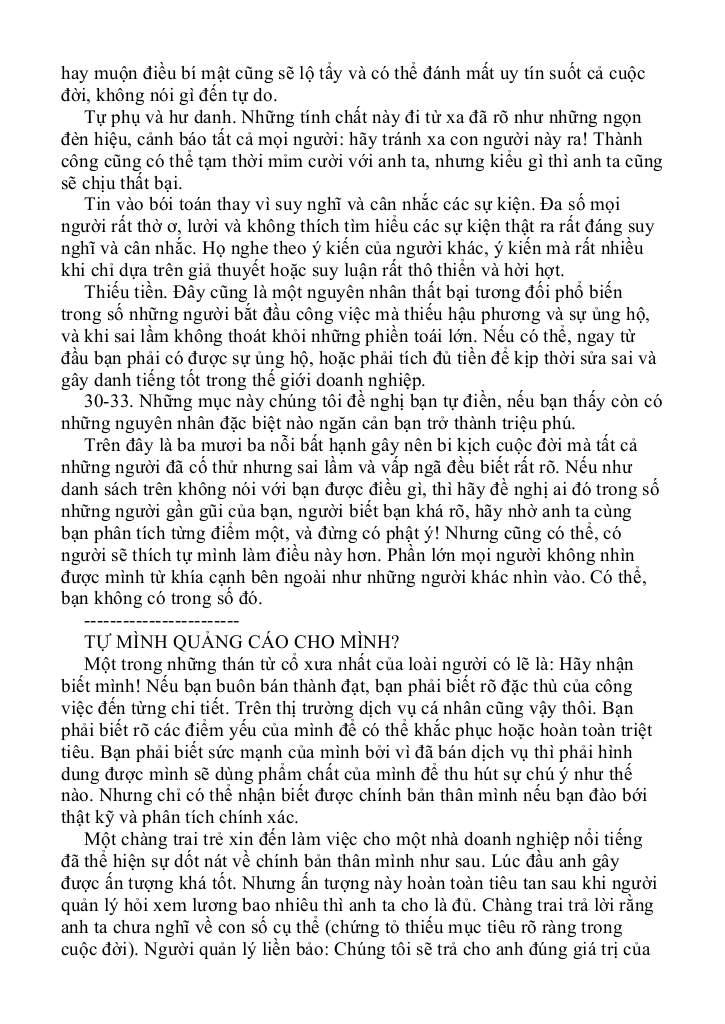 hay muộn điều bí mật cũng sẽ lộ tẩy và có thể đánh mất uy tín suốt cả cuộc
đời, không nói gì đến tự do.
Tự phụ và hư danh. Những tính chất này đi từ xa đã rõ như những ngọn
đèn hiệu, cảnh báo tất cả mọi người: hãy tránh xa con người này ra! Thành
công cũng có thể tạm thời mỉm cười với anh ta, nhưng kiểu gì thì anh ta cũng
sẽ chịu thất bại.
Tin vào bói toán thay vì suy nghĩ và cân nhắc các sự kiện. Đa số mọi
người rất thờ ơ, lười và không thích tìm hiểu các sự kiện thật ra rất đáng suy
nghĩ và cân nhắc. Họ nghe theo ý kiến của người khác, ý kiến mà rất nhiều
khi chỉ dựa trên giả thuyết hoặc suy luận rất thô thiển và hời hợt.
Thiếu tiền. Đây cũng là một nguyên nhân thất bại tương đối phổ biến
trong số những người bắt đầu công việc mà thiếu hậu phương và sự ủng hộ,
và khi sai lầm không thoát khỏi những phiền toái lớn. Nếu có thể, ngay từ
đầu bạn phải có được sự ủng hộ, hoặc phải tích đủ tiền để kịp thời sửa sai và
gây danh tiếng tốt trong thế giới doanh nghiệp.
30-33. Những mục này chúng tôi đề nghị bạn tự điền, nếu bạn thấy còn có
những nguyên nhân đặc biệt nào ngăn cản bạn trở thành triệu phú.
Trên đây là ba mươi ba nỗi bất hạnh gây nên bi kịch cuộc đời mà tất cả
những người đã cố thử nhưng sai lầm và vấp ngã đều biết rất rõ. Nếu như
danh sách trên không nói với bạn được điều gì, thì hãy đề nghị ai đó trong số
những người gần gũi của bạn, người biết bạn khá rõ, hãy nhờ anh ta cùng
bạn phân tích từng điểm một, và đừng có phật ý! Nhưng cũng có thể, có
người sẽ thích tự mình làm điều này hơn. Phần lớn mọi người không nhìn
được mình từ khía cạnh bên ngoài như những người khác nhìn vào. Có thể,
bạn không có trong số đó.
------------------------
TỰ MÌNH QUẢNG CÁO CHO MÌNH?
Một trong những thán từ cổ xưa nhất của loài người có lẽ là: Hãy nhận
biết mình! Nếu bạn buôn bán thành đạt, bạn phải biết rõ đặc thù của công
việc đến từng chi tiết. Trên thị trường dịch vụ cá nhân cũng vậy thôi. Bạn
phải biết rõ các điểm yếu của mình để có thể khắc phục hoặc hoàn toàn triệt
tiêu. Bạn phải biết sức mạnh của mình bởi vì đã bán dịch vụ thì phải hình
dung được mình sẽ dùng phẩm chất của mình để thu hút sự chú ý như thế
nào. Nhưng chỉ có thể nhận biết được chính bản thân mình nếu bạn đào bới
thật kỹ và phân tích chính xác.
Một chàng trai trẻ xin đến làm việc cho một nhà doanh nghiệp nổi tiếng
đã thể hiện sự dốt nát về chính bản thân mình như sau. Lúc đầu anh gây
được ấn tượng khá tốt. Nhưng ấn tượng này hoàn toàn tiêu tan sau khi người
quản lý hỏi xem lương bao nhiêu thì anh ta cho là đủ. Chàng trai trả lời rằng
anh ta chưa nghĩ về con số cụ thể (chứng tỏ thiếu mục tiêu rõ ràng trong
cuộc đời). Người quản lý liền bảo: Chúng tôi sẽ trả cho anh đúng giá trị của